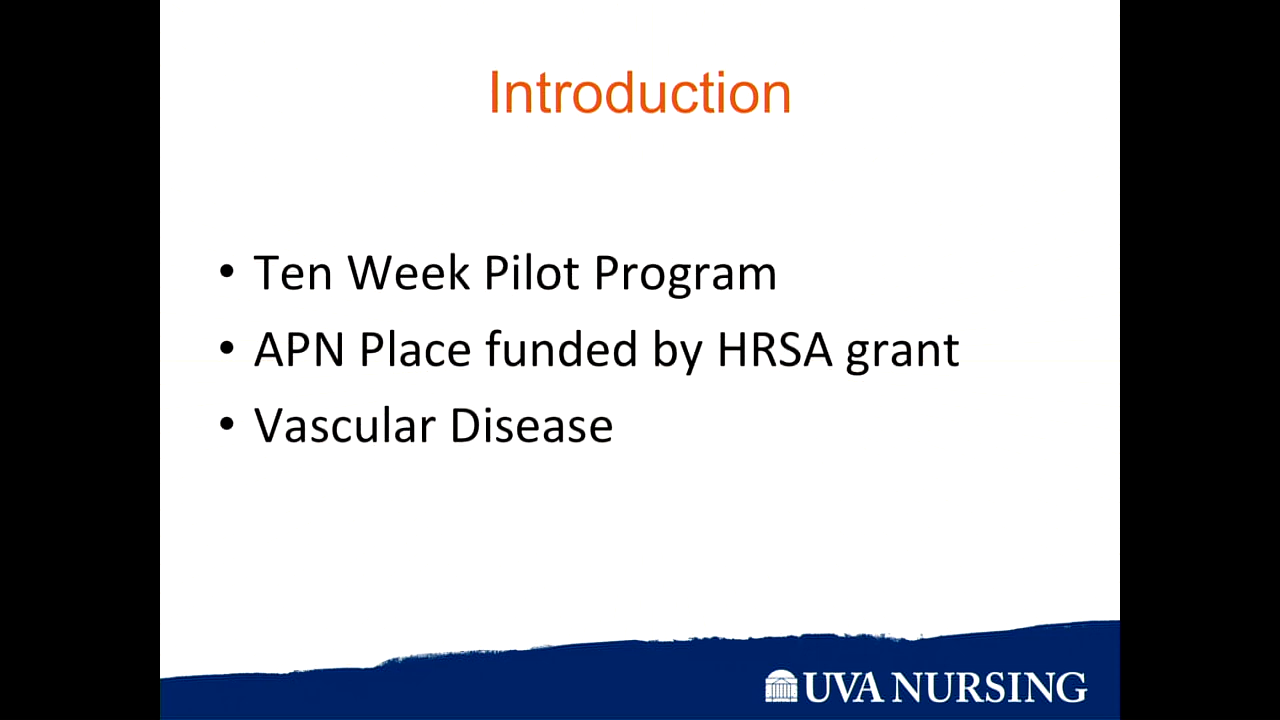 Introduction
• Ten Week Pilot Program
• APN Place funded by HRSA grant
• Vascular Disease
UVA NURSING